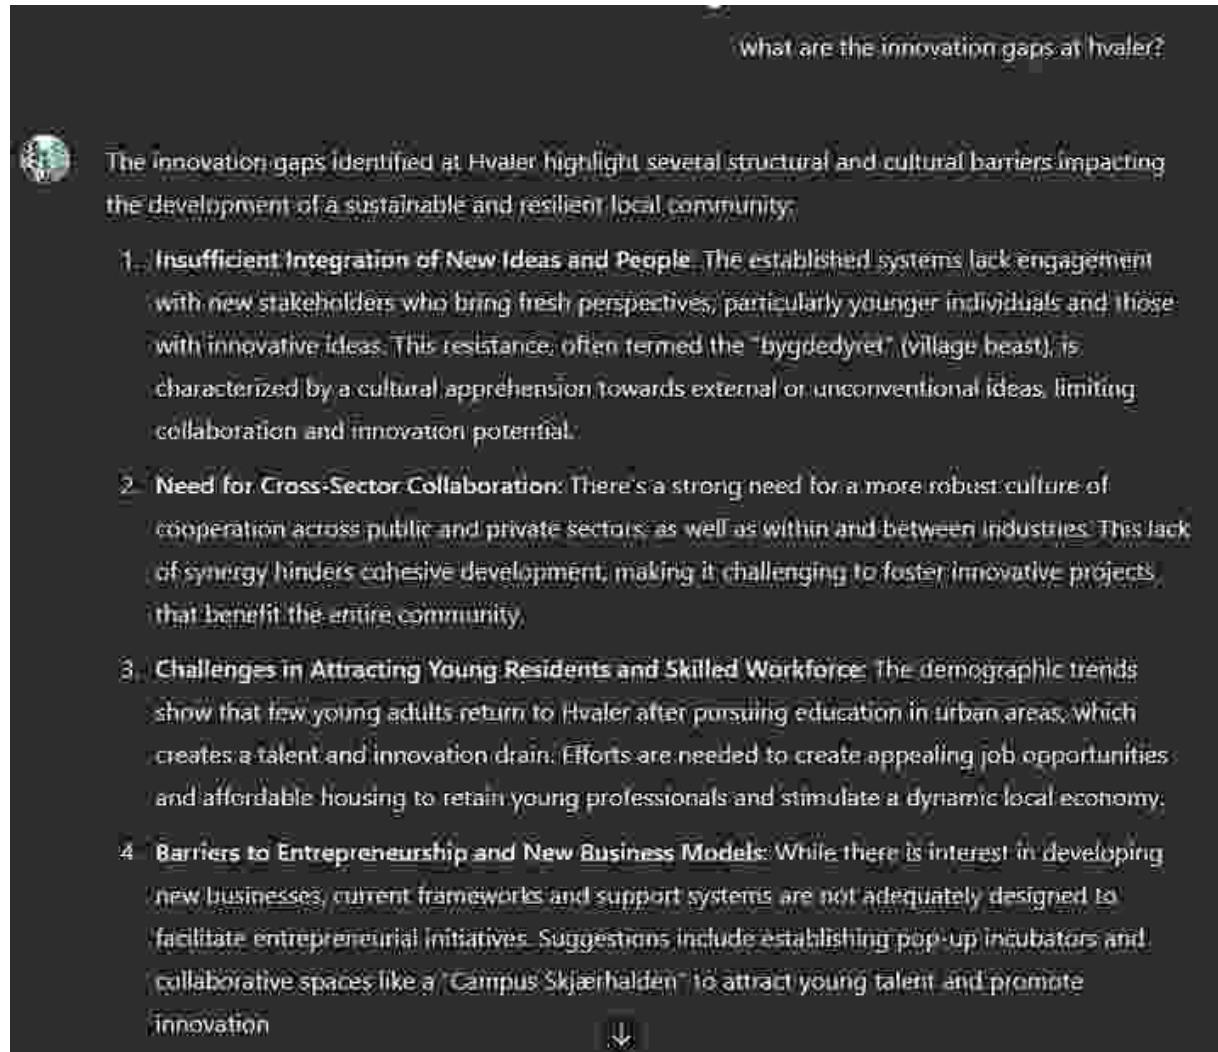 what are the innovation gaps at hvaler?
The innovation gaps identified at Hvaler highlight several structural and cultural barriers impacting
the development of a sustainable and resilient local community:
1. Insufficient Integration of New Ideas and People: The established systems lack engagement
with new stakeholders who bring fresh perspectives, particularly younger individuals and those
with innovative ideas. This resistance, often termed the "bygdedyret" (village beast), is
characterized by a cultural apprehension towards external or unconventional ideas, limiting
collaboration and innovation potential.
2. Need for Cross-Sector Collaboration: There's a strong need for a more robust culture of
cooperation across public and private sectors, as well as within and between industries. This lack
of synergy hinders cohesive development, making it challenging to foster innovative projects
that benefit the entire community.
3. Challenges in Attracting Young Residents and Skilled Workforce: The demographic trends
show that few young adults return to Hvaler after pursuing education in urban areas, which
creates a talent and innovation drain. Efforts are needed to create appealing job opportunities
and affordable housing to retain young professionals and stimulate a dynamic local economy.
4. Barriers to Entrepreneurship and New Business Models: While there is interest in developing
new businesses, current frameworks and support systems are not adequately designed to
facilitate entrepreneurial initiatives. Suggestions include establishing pop-up incubators and
collaborative spaces like a "Campus Skjærhalden" to attract young talent and promote
innovation